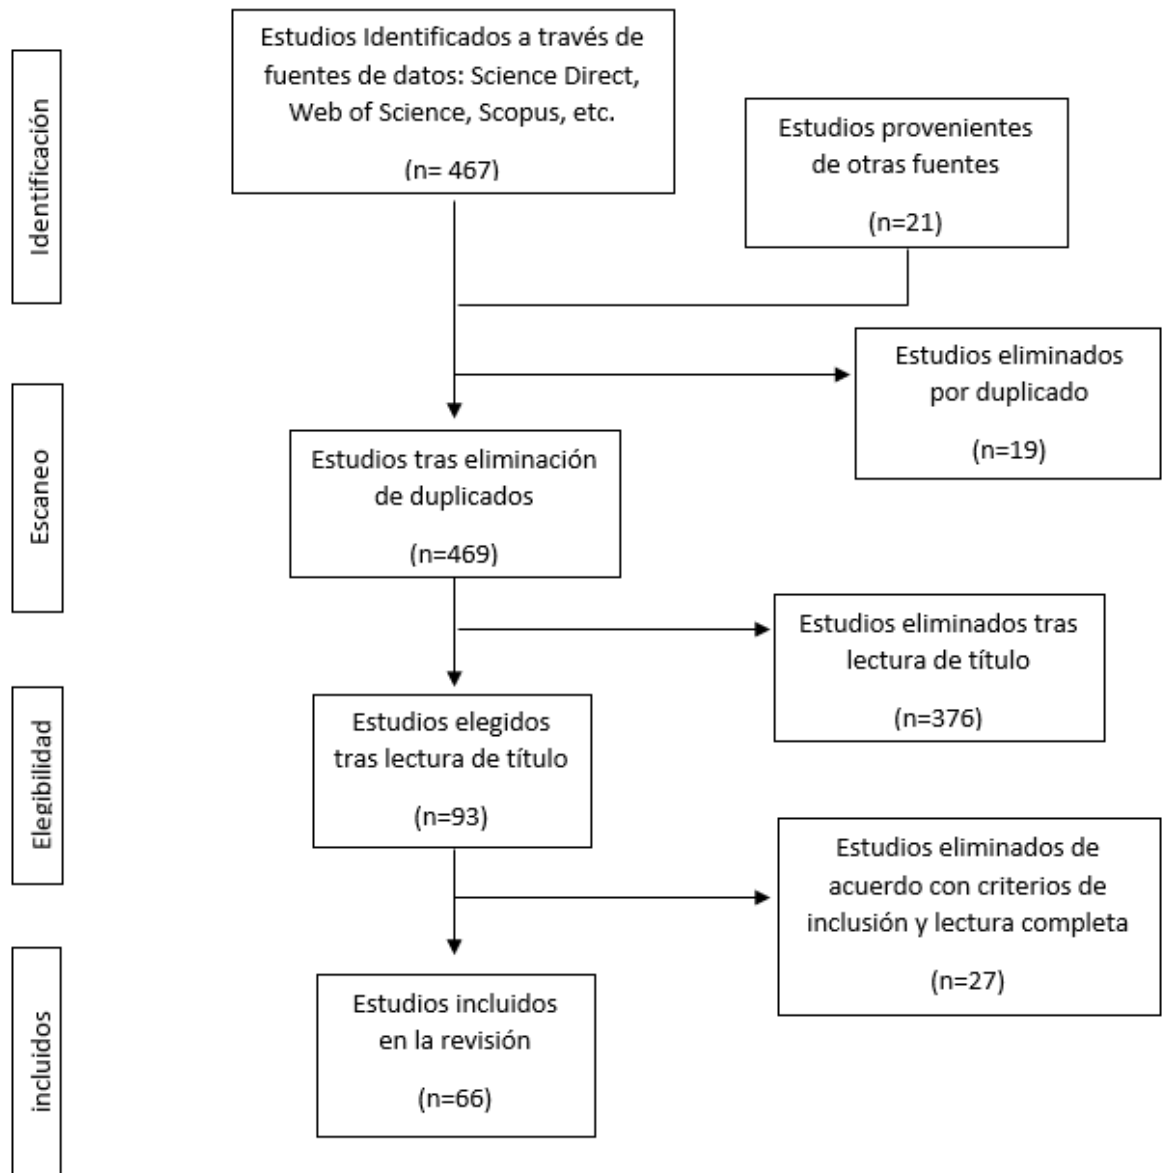 Identificación
Estudios Identificados a través de
fuentes de datos: Science Direct,
Web of Science, Scopus, etc.
(n= 467)
Estudios provenientes
de otras fuentes
(n=21)
Estudios eliminados
por duplicado
(n=19)
Escaneo
Estudios tras eliminación
de duplicados
(n=469)
Estudios eliminados tras
lectura de título
(n=376)
Elegibilidad
Estudios elegidos
tras lectura de título
(n=93)
Estudios eliminados de
acuerdo con criterios de
inclusión y lectura completa
(n=27)
incluidos
Estudios incluidos
en la revisión
(n=66)